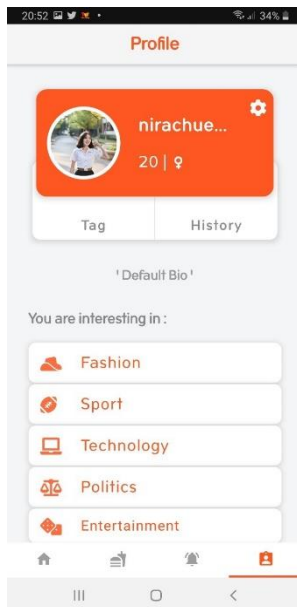 20:52 34%
Profile
nirachue...
20 | ♀
Tag History
' Default Bio '
You are interesting in :
Fashion
Sport
Technology
Politics
Entertainment